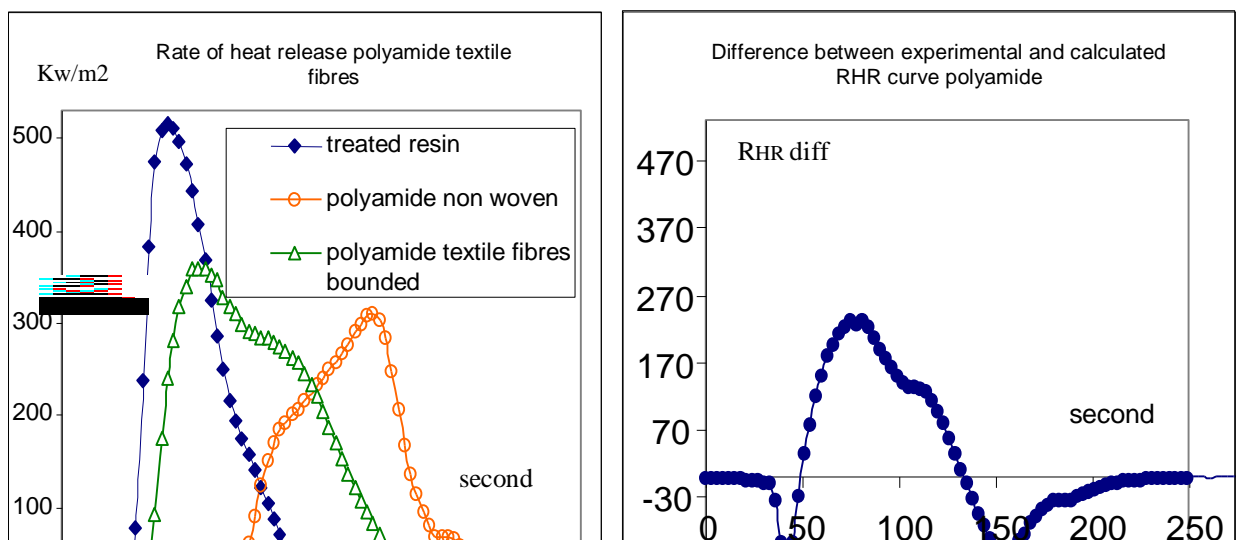 Rate of heat release polyamide textile
fibres
Kw/m2
500
400
300
200
100
treated resin
polyamide non woven
polyamide textile fibres
bounded
second
Difference between experimental and calculated
RHR curve polyamide
RHR diff
470
370
270
170
70
-30
second
0 50 100 150 200 250